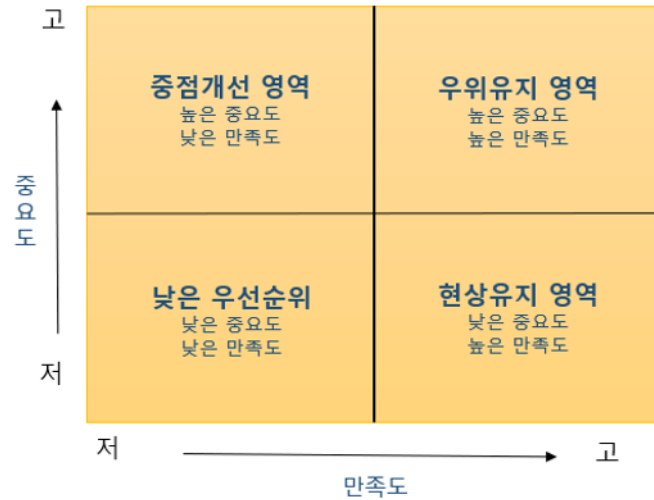 고
중점개선 영역
높은 중요도
낮은 만족도
우위유지 영역
높은 중요도
높은 만족도
중요도
낮은 우선순위
낮은 중요도
낮은 만족도
현상유지 영역
낮은 중요도
높은 만족도
저
저
고
만족도